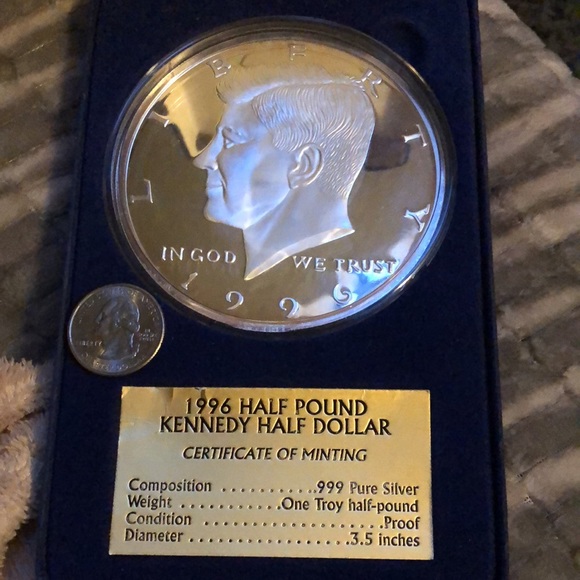 LIBERTY
IN GOD WE TRUST
1996
1996 HALF POUND
KENNEDY HALF DOLLAR
CERTIFICATE OF MINTING
Composition ...........999 Pure Silver
Weight ............One Troy half-pound
Condition ...................Proof
Diameter ...................3.5 inches
LIBERTY